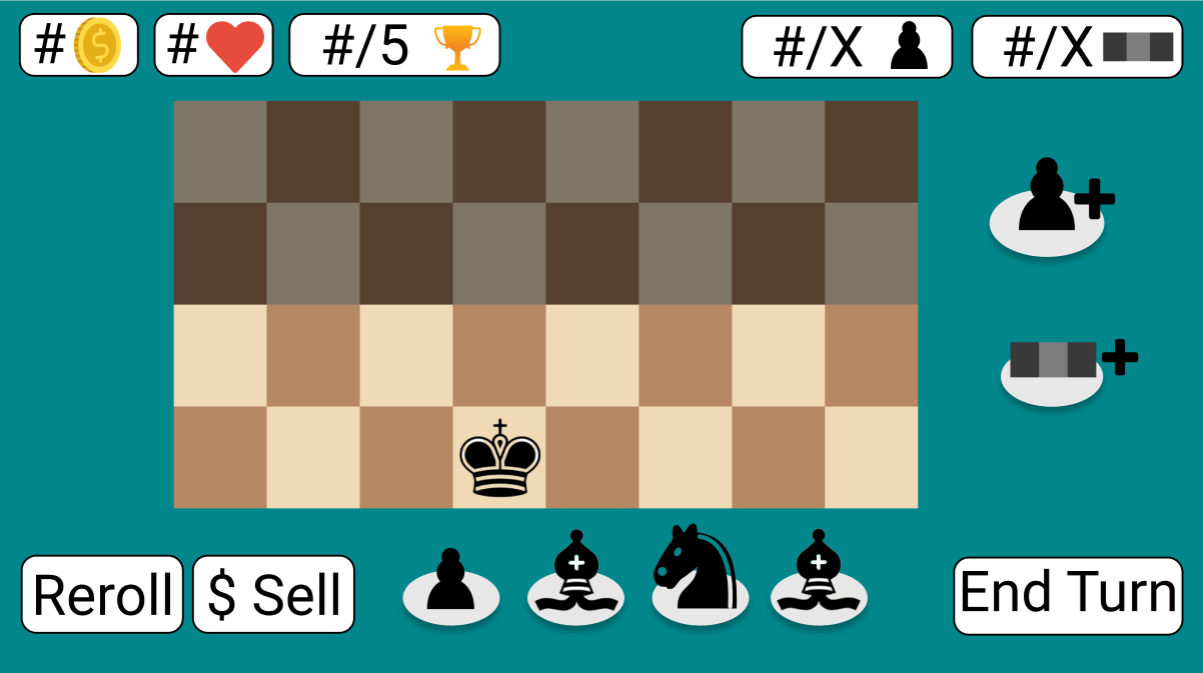 #
#
#/5
#/X
#/X
Reroll
$ Sell
End Turn